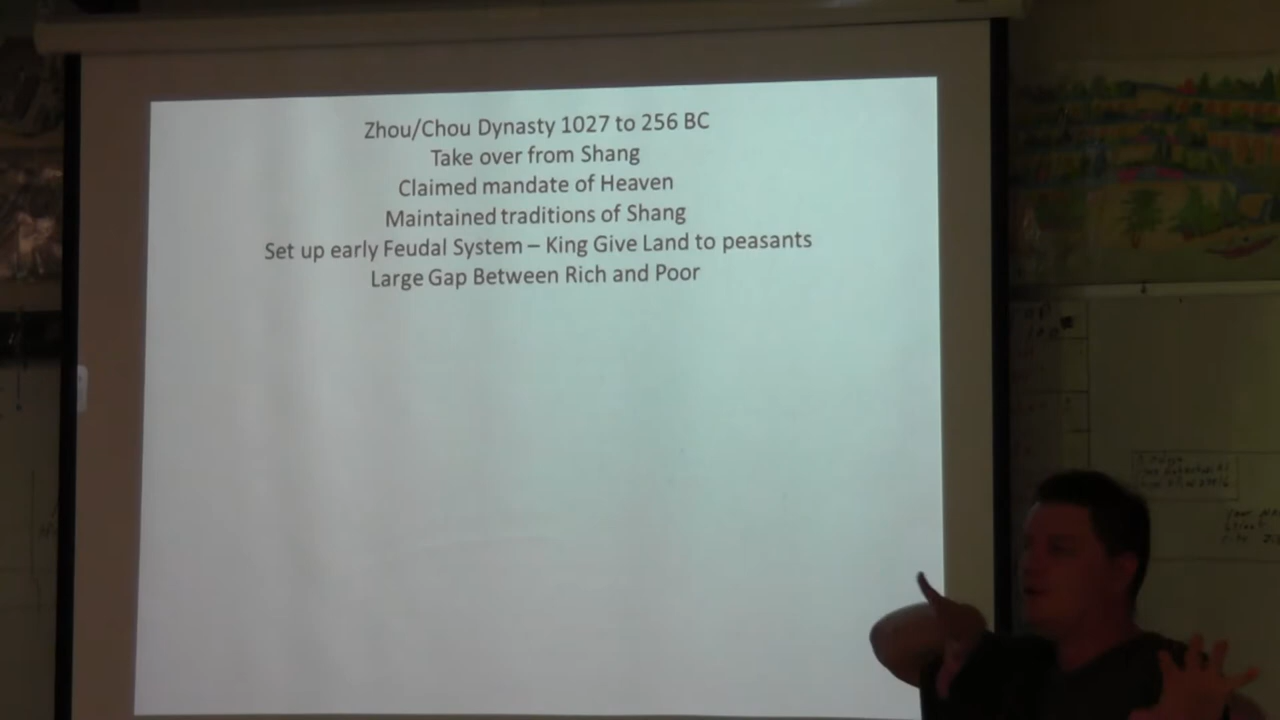 Zhou/Chou Dynasty 1027 to 256 BC
Take over from Shang
Claimed mandate of Heaven
Maintained traditions of Shang
Set up early Feudal System – King Give Land to peasants
Large Gap Between Rich and Poor